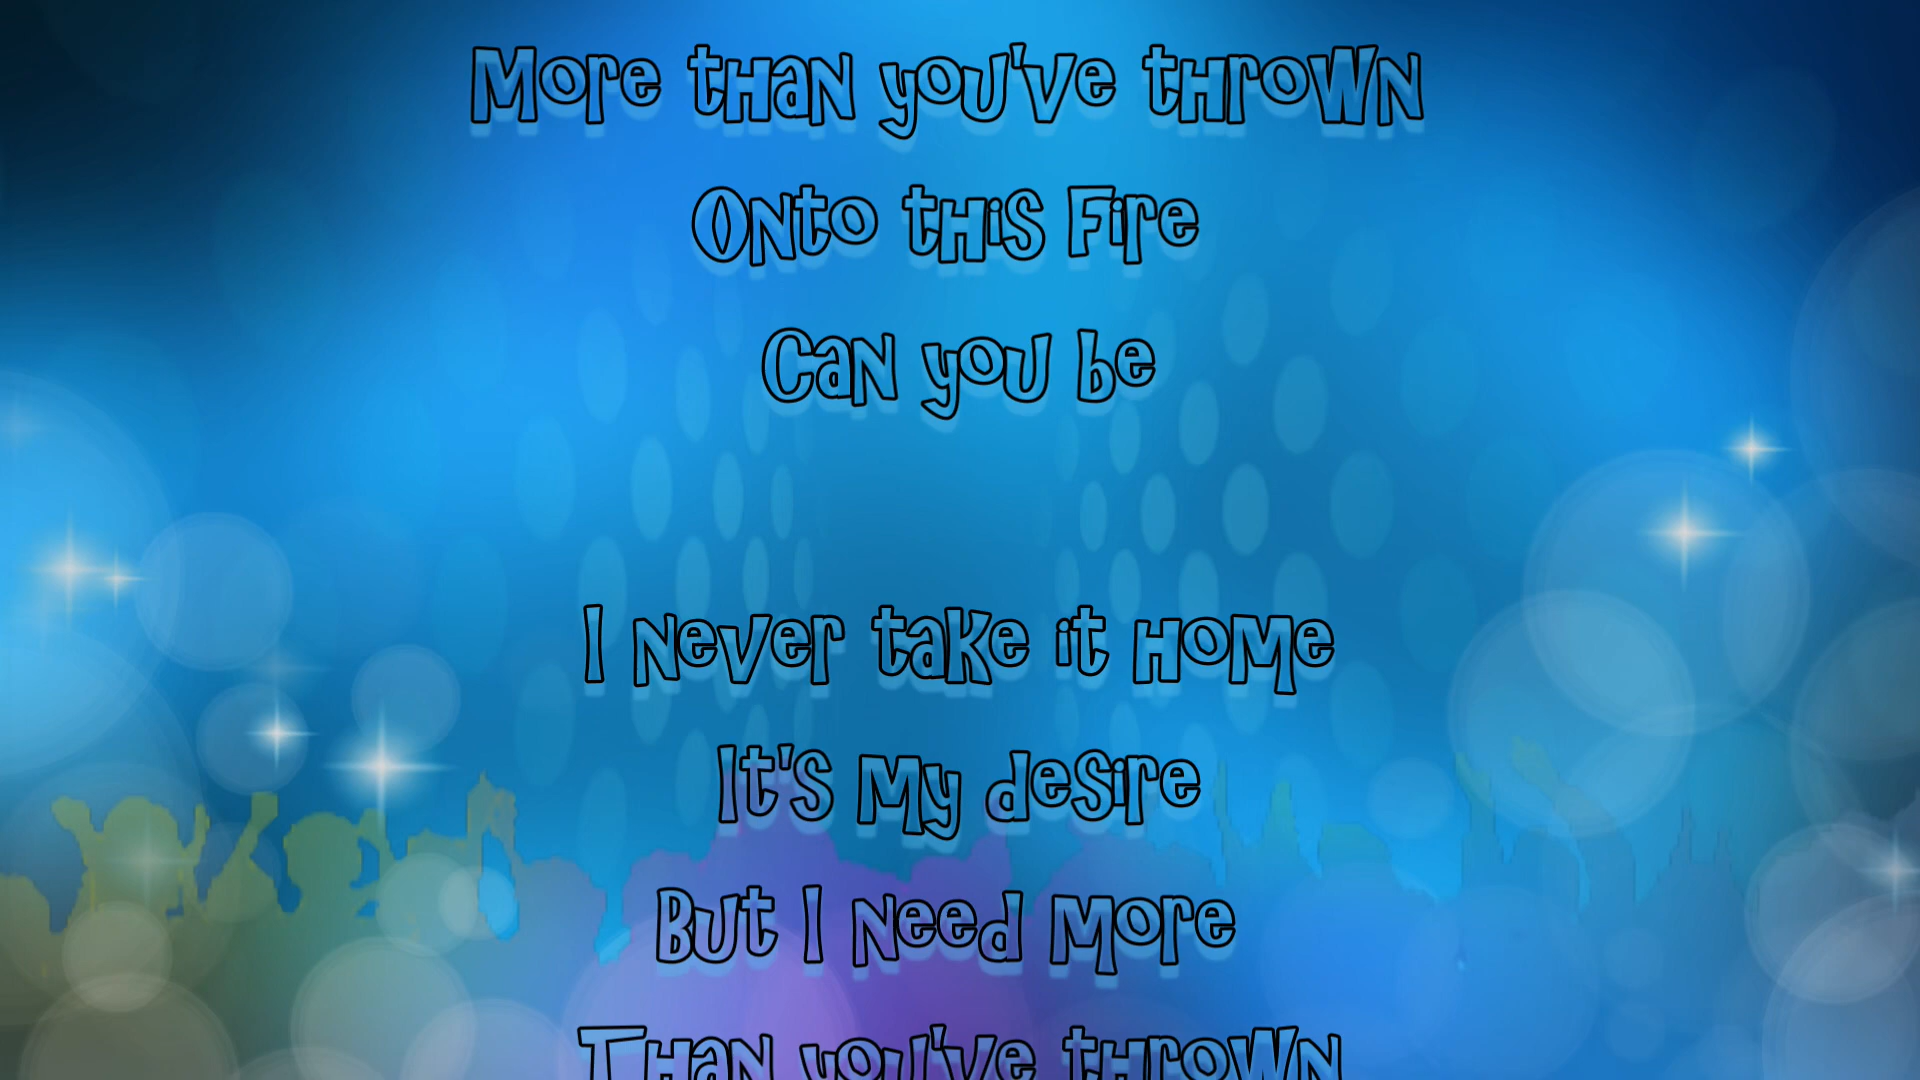 More than you've thrown
Onto this fire
Can you be
I never take it home
It's my desire
But I need more
Than you've thrown